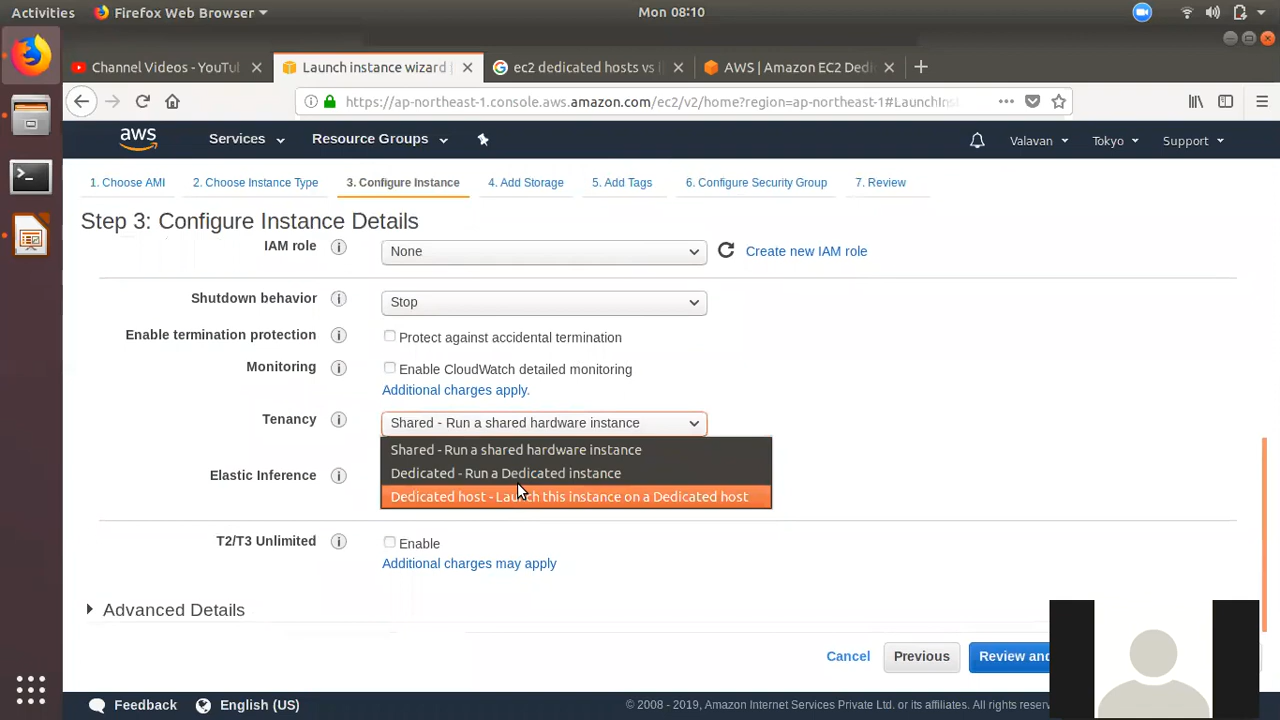 Activities Firefox Web Browser Mon 08:10
Channel Videos - YouTu Launch instance wizard | ec2 dedicated hosts vs AWS | Amazon EC2 Dedi
https://ap-northeast-1.console.aws.amazon.com/ec2/v2/home?region=ap-northeast-1#LaunchIns
aws Services Resource Groups Valavan Tokyo Support
1. Choose AMI 2. Choose Instance Type 3. Configure Instance 4. Add Storage 5. Add Tags 6. Configure Security Group 7. Review
Step 3: Configure Instance Details
IAM role None Create new IAM role
Shutdown behavior Stop
Enable termination protection Protect against accidental termination
Monitoring Enable CloudWatch detailed monitoring
Additional charges apply.
Tenancy Shared - Run a shared hardware instance
Shared - Run a shared hardware instance
Dedicated - Run a Dedicated instance
Elastic Inference
Dedicated host - Launch this instance on a Dedicated host
T2/T3 Unlimited Enable
Additional charges may apply
Advanced Details
Cancel Previous Review and
Feedback English (US) © 2008 - 2019, Amazon Internet Services Private Ltd. or its affiliates. All rights rese